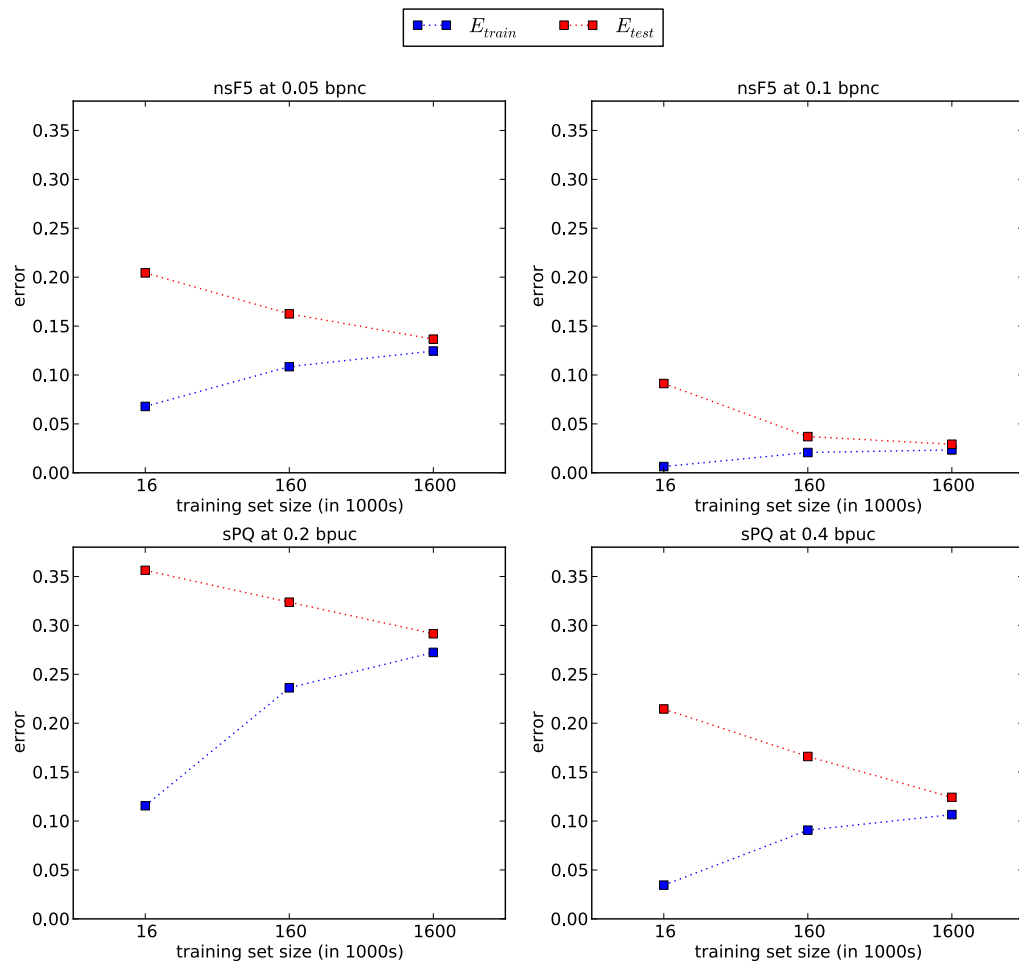 E_train E_test
nsF5 at 0.05 bpnc
0.35
0.30
0.25
0.20
0.15
0.10
0.05
0.00
error
16 160 1600
training set size (in 1000s)
nsF5 at 0.1 bpnc
0.35
0.30
0.25
0.20
0.15
0.10
0.05
0.00
error
16 160 1600
training set size (in 1000s)
sPQ at 0.2 bpuc
0.35
0.30
0.25
0.20
0.15
0.10
0.05
0.00
error
16 160 1600
training set size (in 1000s)
sPQ at 0.4 bpuc
0.35
0.30
0.25
0.20
0.15
0.10
0.05
0.00
error
16 160 1600
training set size (in 1000s)